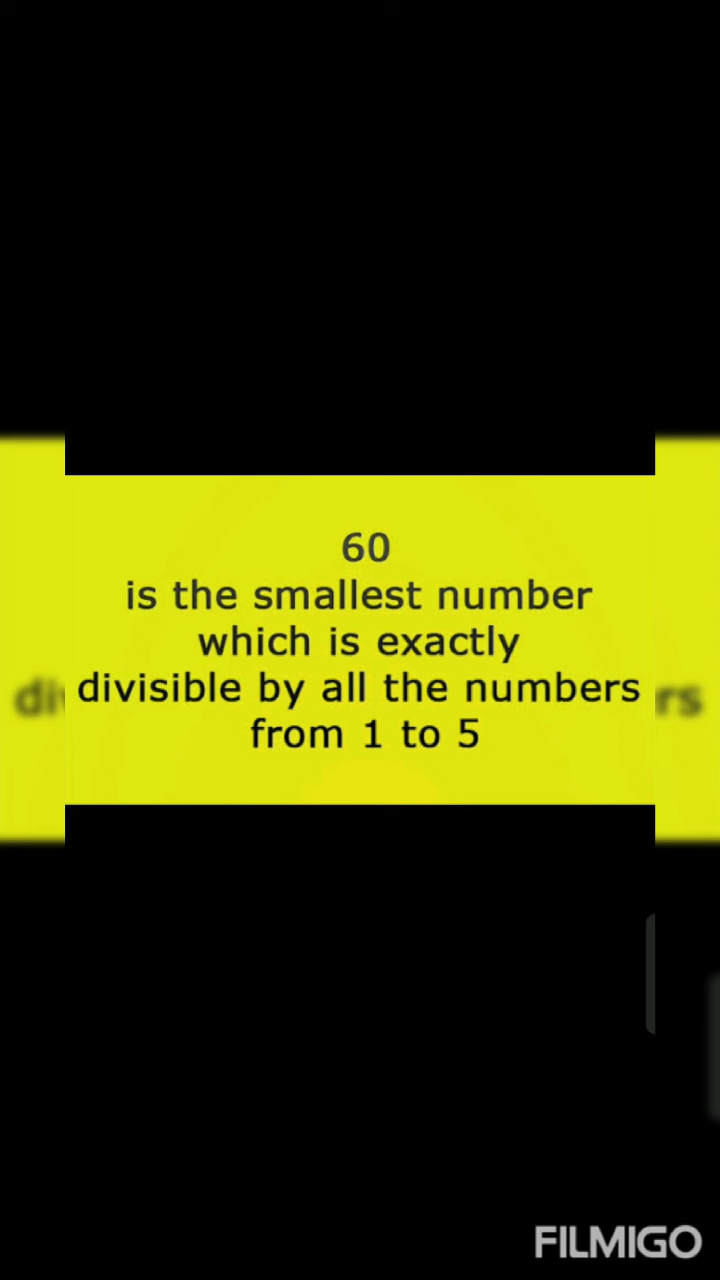 60
is the smallest number
which is exactly
divisible by all the numbers
from 1 to 5
FILMIGO